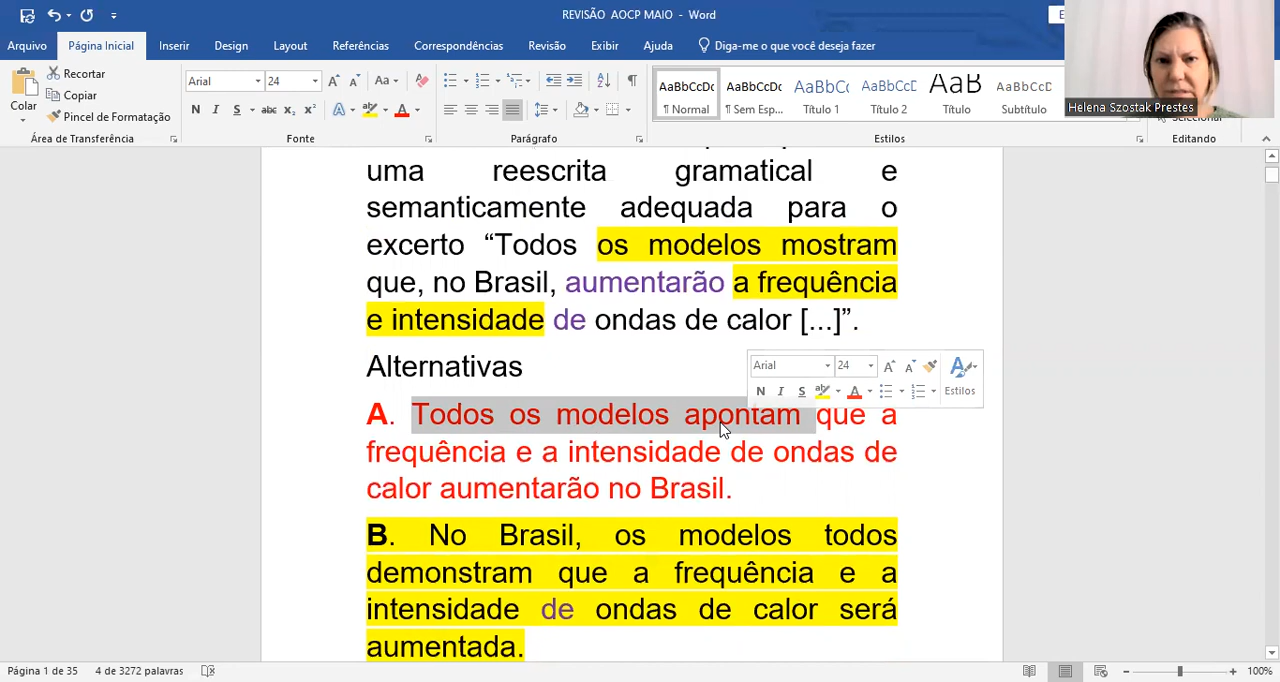 REVISÃO AOCP MAIO - Word
Arquivo Página Inicial Inserir Design Layout Referências Correspondências Revisão Exibir Ajuda Diga-me o que você deseja fazer
Colar
Recortar
Copiar
Pincel de Formatação
Área de Transferência
Arial 24
N I S abc x₂ x²
Aa
Fonte
Parágrafo
AaBbCcDc AaBbCcDc AaBbCc AaBbCcD AaB AaBbCcD
¶ Normal ¶ Sem Esp... Título 1 Título 2 Título Subtítulo
Estilos
Selecionar
Editando
Helena Szostak Prestes
uma reescrita gramatical e
semanticamente adequada para o
excerto “Todos os modelos mostram
que, no Brasil, aumentarão a frequência
e intensidade de ondas de calor [...]”.
Alternativas
Arial 24
N I S Estilos
A. Todos os modelos apontam que a
frequência e a intensidade de ondas de
calor aumentarão no Brasil.
B. No Brasil, os modelos todos
demonstram que a frequência e a
intensidade de ondas de calor será
aumentada.
Página 1 de 35 4 de 3272 palavras
100%